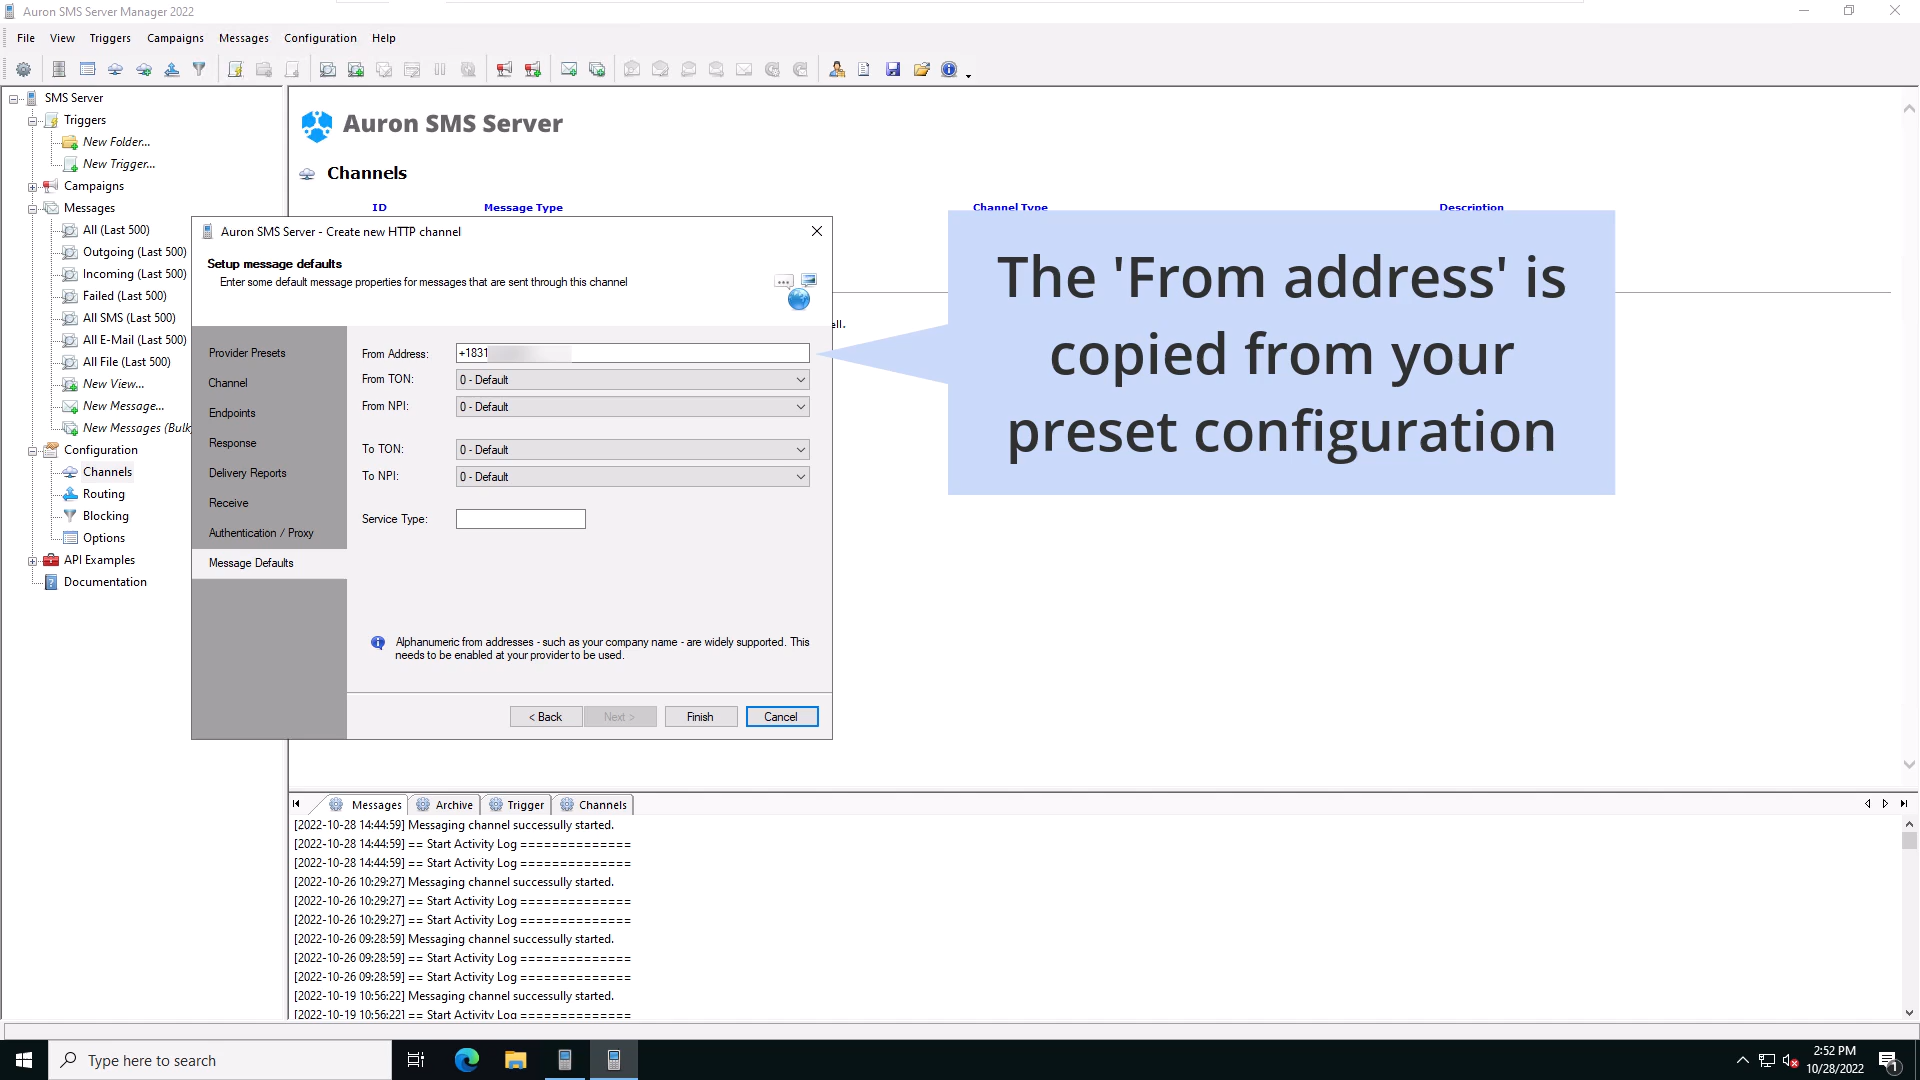 Auron SMS Server Manager 2022
File View Triggers Campaigns Messages Configuration Help
SMS Server
Triggers
New Folder...
New Trigger...
Campaigns
Messages
All (Last 500)
Outgoing (Last 500)
Incoming (Last 500)
Failed (Last 500)
All SMS (Last 500)
All E-Mail (Last 500)
All File (Last 500)
New View...
New Message...
New Messages (Bulk
Configuration
Channels
Routing
Blocking
Options
API Examples
Documentation
Auron SMS Server
Channels
ID Message Type Channel Type Description
ell.
Auron SMS Server - Create new HTTP channel
Setup message defaults
Enter some default message properties for messages that are sent through this channel
Provider Presets
Channel
Endpoints
Response
Delivery Reports
Receive
Authentication / Proxy
Message Defaults
From Address: +1831
From TON: 0 - Default
From NPI: 0 - Default
To TON: 0 - Default
To NPI: 0 - Default
Service Type:
Alphanumeric from addresses - such as your company name - are widely supported. This
needs to be enabled at your provider to be used.
< Back Next > Finish Cancel
The 'From address' is
copied from your
preset configuration
Messages Archive Trigger Channels
[2022-10-28 14:44:59] Messaging channel successully started.
[2022-10-28 14:44:59] == Start Activity Log ==============
[2022-10-28 14:44:59] == Start Activity Log ==============
[2022-10-26 10:29:27] Messaging channel successully started.
[2022-10-26 10:29:27] == Start Activity Log ==============
[2022-10-26 10:29:27] == Start Activity Log ==============
[2022-10-26 09:28:59] Messaging channel successully started.
[2022-10-26 09:28:59] == Start Activity Log ==============
[2022-10-26 09:28:59] == Start Activity Log ==============
[2022-10-19 10:56:22] Messaging channel successully started.
[2022-10-19 10:56:22] == Start Activity Log ==============
Type here to search
2:52 PM
10/28/2022
1